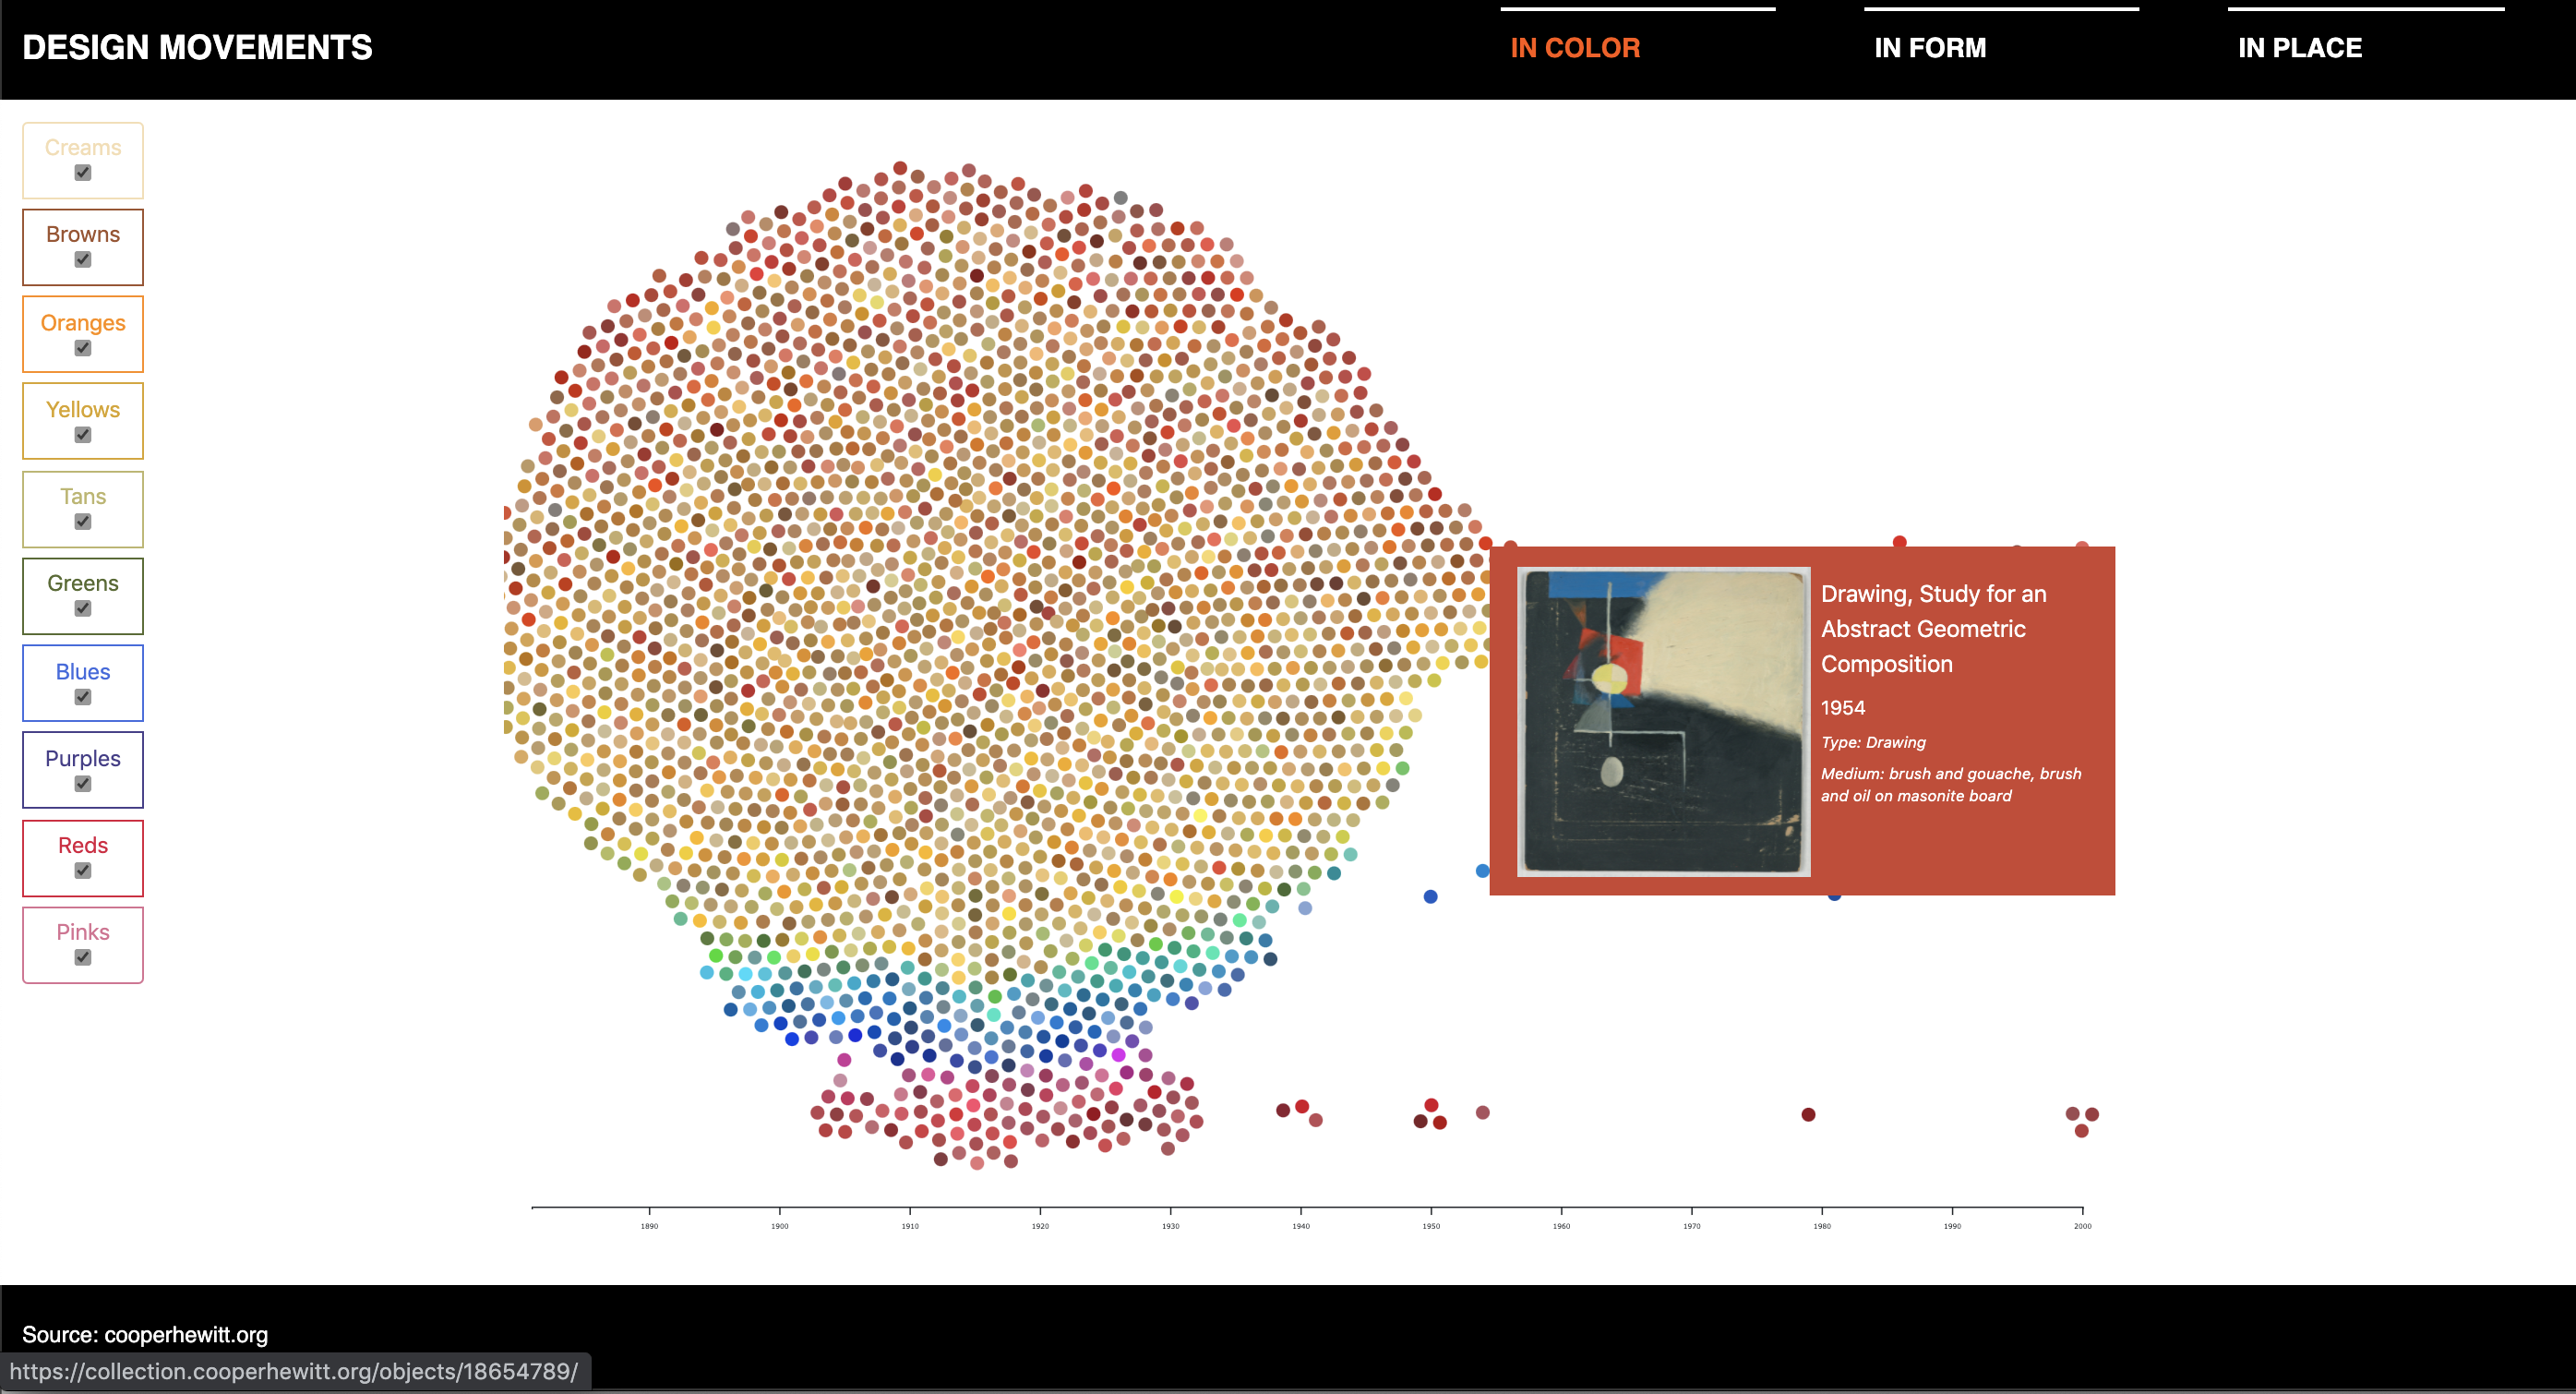 DESIGN MOVEMENTS
IN COLOR
IN FORM
IN PLACE
Creams
Browns
Oranges
Yellows
Tans
Greens
Blues
Purples
Reds
Pinks
Drawing, Study for an
Abstract Geometric
Composition
1954
Type: Drawing
Medium: brush and gouache, brush
and oil on masonite board
1890
1900
1910
1920
1930
1940
1950
1960
1970
1980
1990
2000
Source: cooperhewitt.org
https://collection.cooperhewitt.org/objects/18654789/